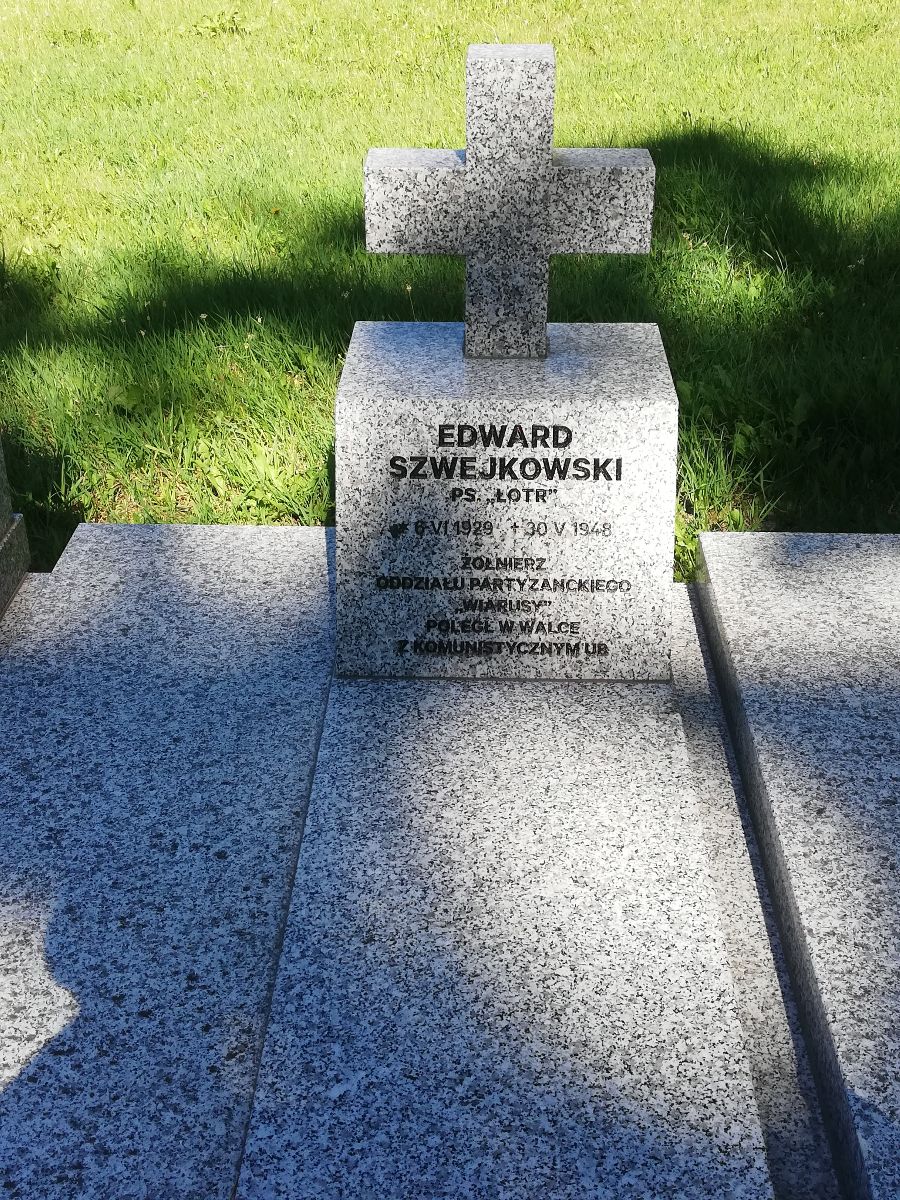 EDWARD
SZWEJKOWSKI
PS. „ŁOTR”
* 6 VI 1929 + 30 V 1948
ŻOŁNIERZ
ODDZIAŁU PARTYZANCKIEGO
„WIARUSY”
POLEGŁ W WALCE
Z KOMUNISTYCZNYM UB